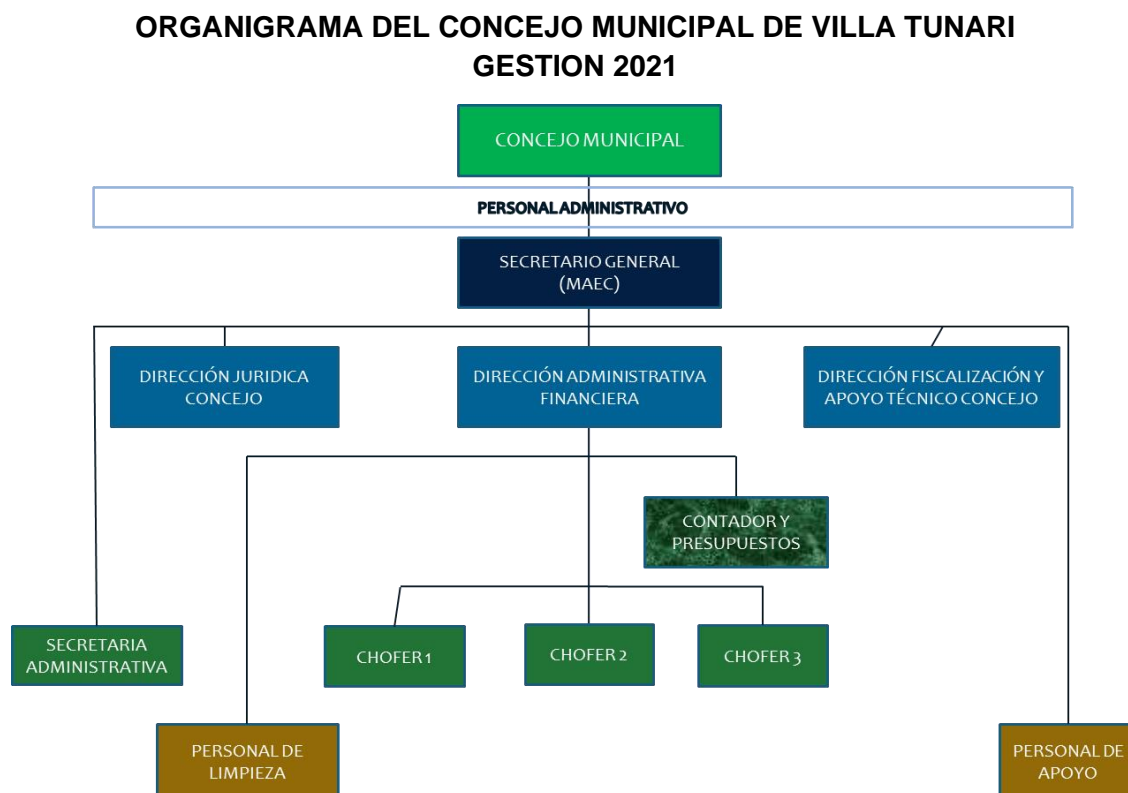 ORGANIGRAMA DEL CONCEJO MUNICIPAL DE VILLA TUNARI
GESTION 2021
CONCEJO MUNICIPAL
PERSONAL ADMINISTRATIVO
SECRETARIO GENERAL
(MAEC)
DIRECCIÓN JURIDICA
CONCEJO
DIRECCIÓN ADMINISTRATIVA
FINANCIERA
DIRECCIÓN FISCALIZACIÓN Y
APOYO TÉCNICO CONCEJO
CONTADOR Y
PRESUPUESTOS
SECRETARIA
ADMINISTRATIVA
CHOFER 1
CHOFER 2
CHOFER 3
PERSONAL DE
LIMPIEZA
PERSONAL DE
APOYO